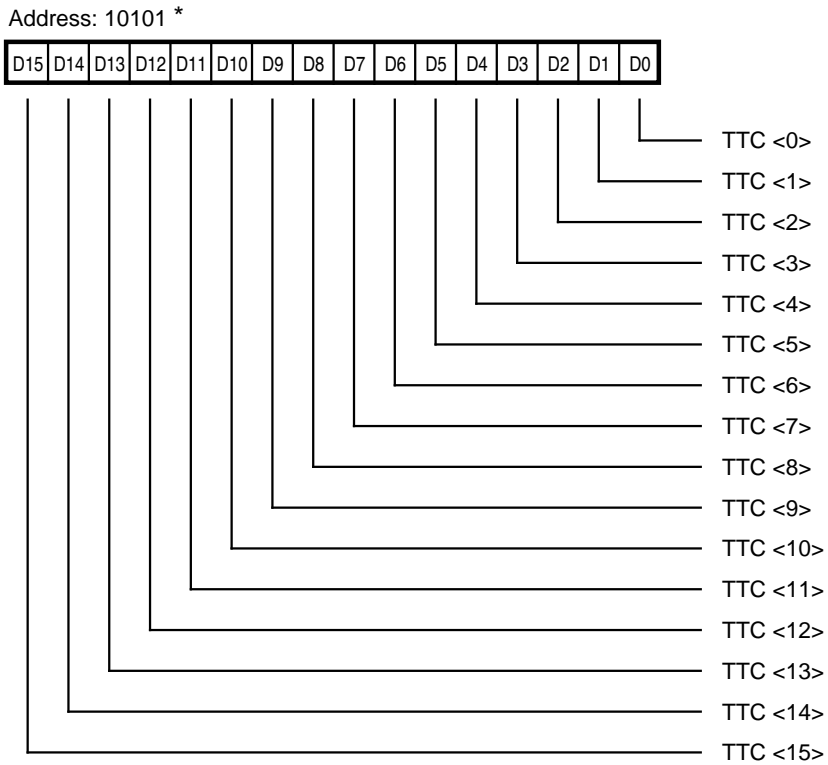 Address: 10101 *
D15 D14 D13 D12 D11 D10 D9 D8 D7 D6 D5 D4 D3 D2 D1 D0
TTC <0>
TTC <1>
TTC <2>
TTC <3>
TTC <4>
TTC <5>
TTC <6>
TTC <7>
TTC <8>
TTC <9>
TTC <10>
TTC <11>
TTC <12>
TTC <13>
TTC <14>
TTC <15>